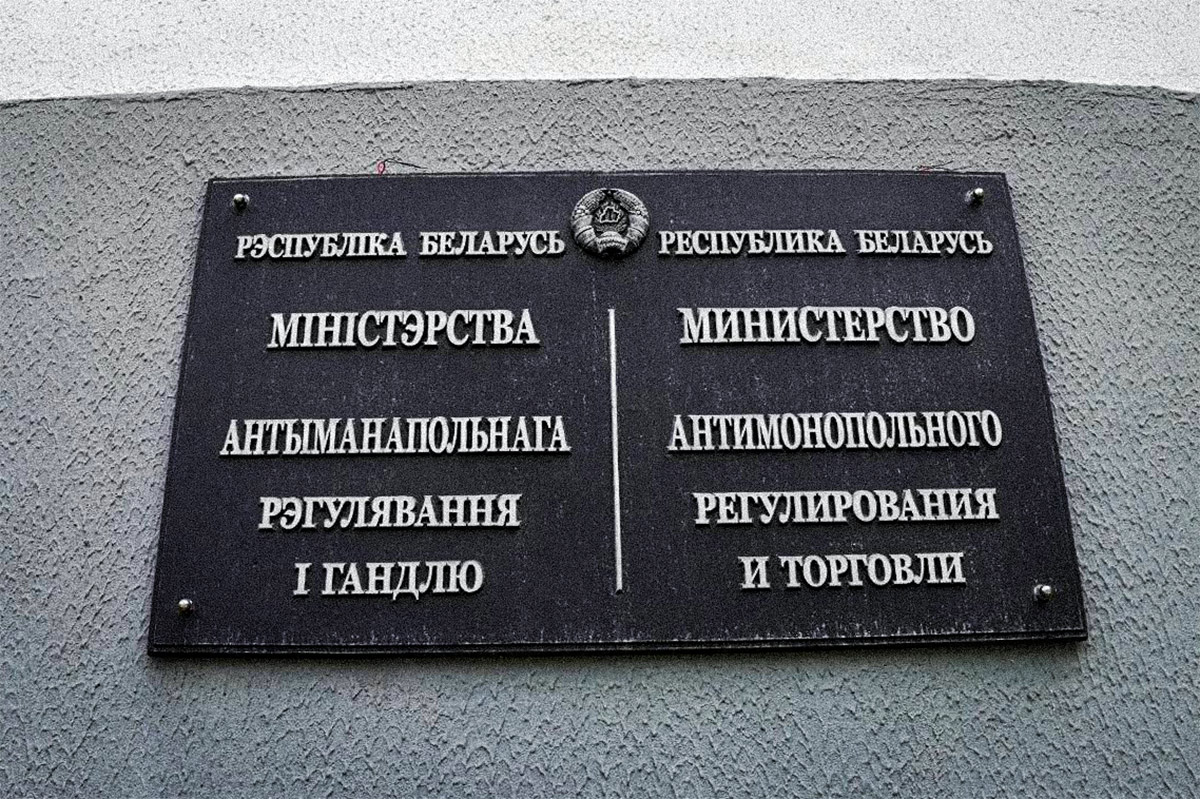 РЭСПУБЛІКА БЕЛАРУСЬ
МІНІСТЭРСТВА
АНТЫМАНАПОЛЬНАГА
РЭГУЛЯВАННЯ
І ГАНДЛЮ
РЕСПУБЛИКА БЕЛАРУСЬ
МИНИСТЕРСТВО
АНТИМОНОПОЛЬНОГО
РЕГУЛИРОВАНИЯ
И ТОРГОВЛИ